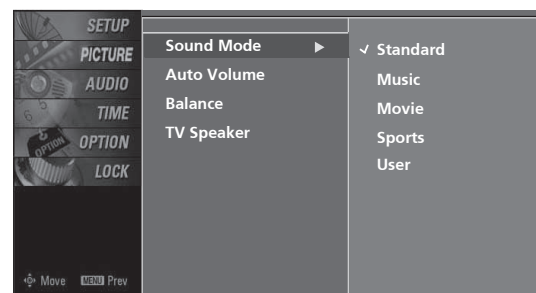 SETUP
PICTURE
AUDIO
TIME
OPTION
LOCK
Move MENU Prev
Sound Mode
Auto Volume
Balance
TV Speaker
Standard
Music
Movie
Sports
User